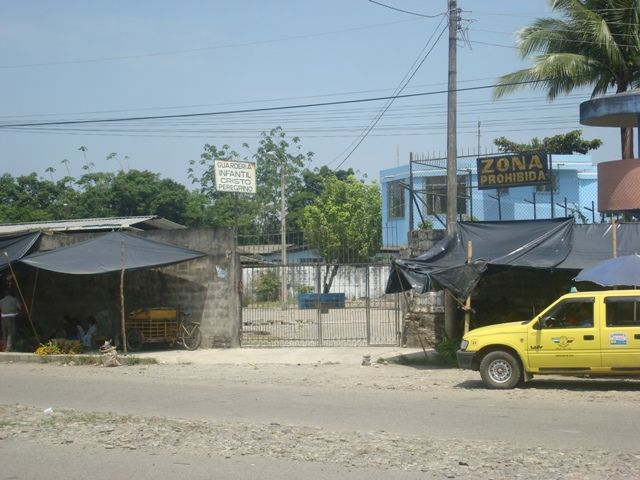 GUARDERIA
INFANTIL
CRISTO
PEREGRINO
ZONA
PROHIBIDA